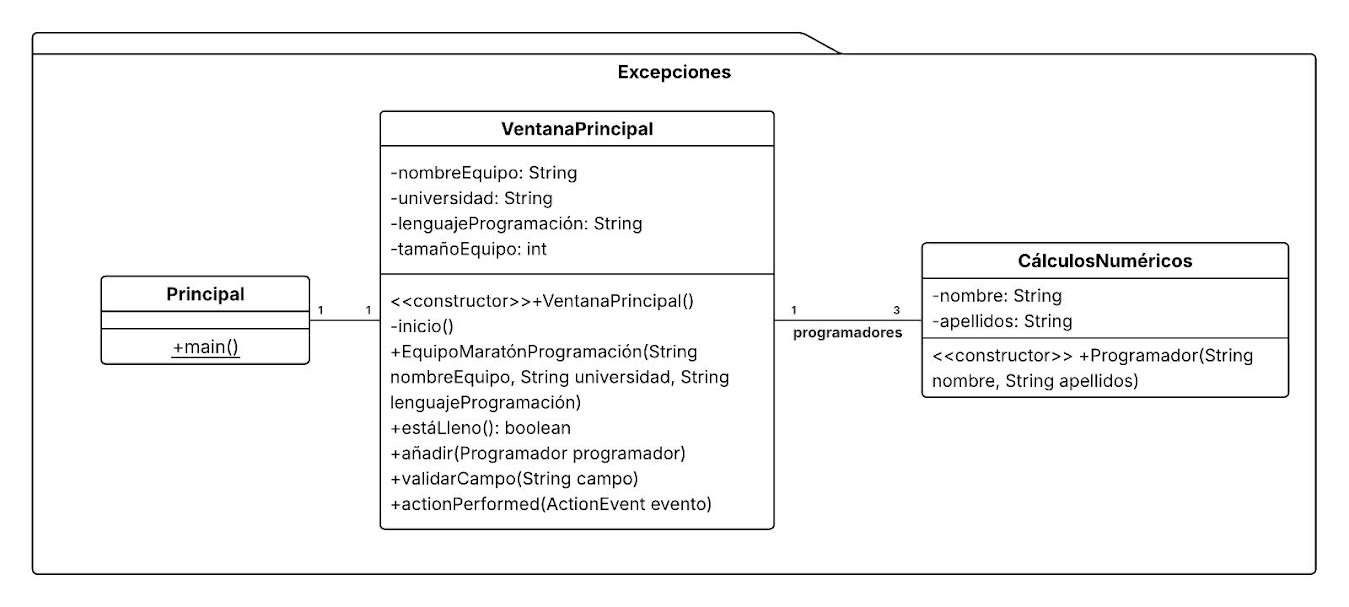 Excepciones
VentanaPrincipal
-nombreEquipo: String
-universidad: String
-lenguajeProgramación: String
-tamañoEquipo: int
<<constructor>>+VentanaPrincipal()
-inicio()
+EquipoMaratónProgramación(String
nombreEquipo, String universidad, String
lenguajeProgramación)
+estáLleno(): boolean
+añadir(Programador programador)
+validarCampo(String campo)
+actionPerformed(ActionEvent evento)
Principal
+main()
1
1
1
3
programadores
CálculosNuméricos
-nombre: String
-apellidos: String
<<constructor>> +Programador(String
nombre, String apellidos)